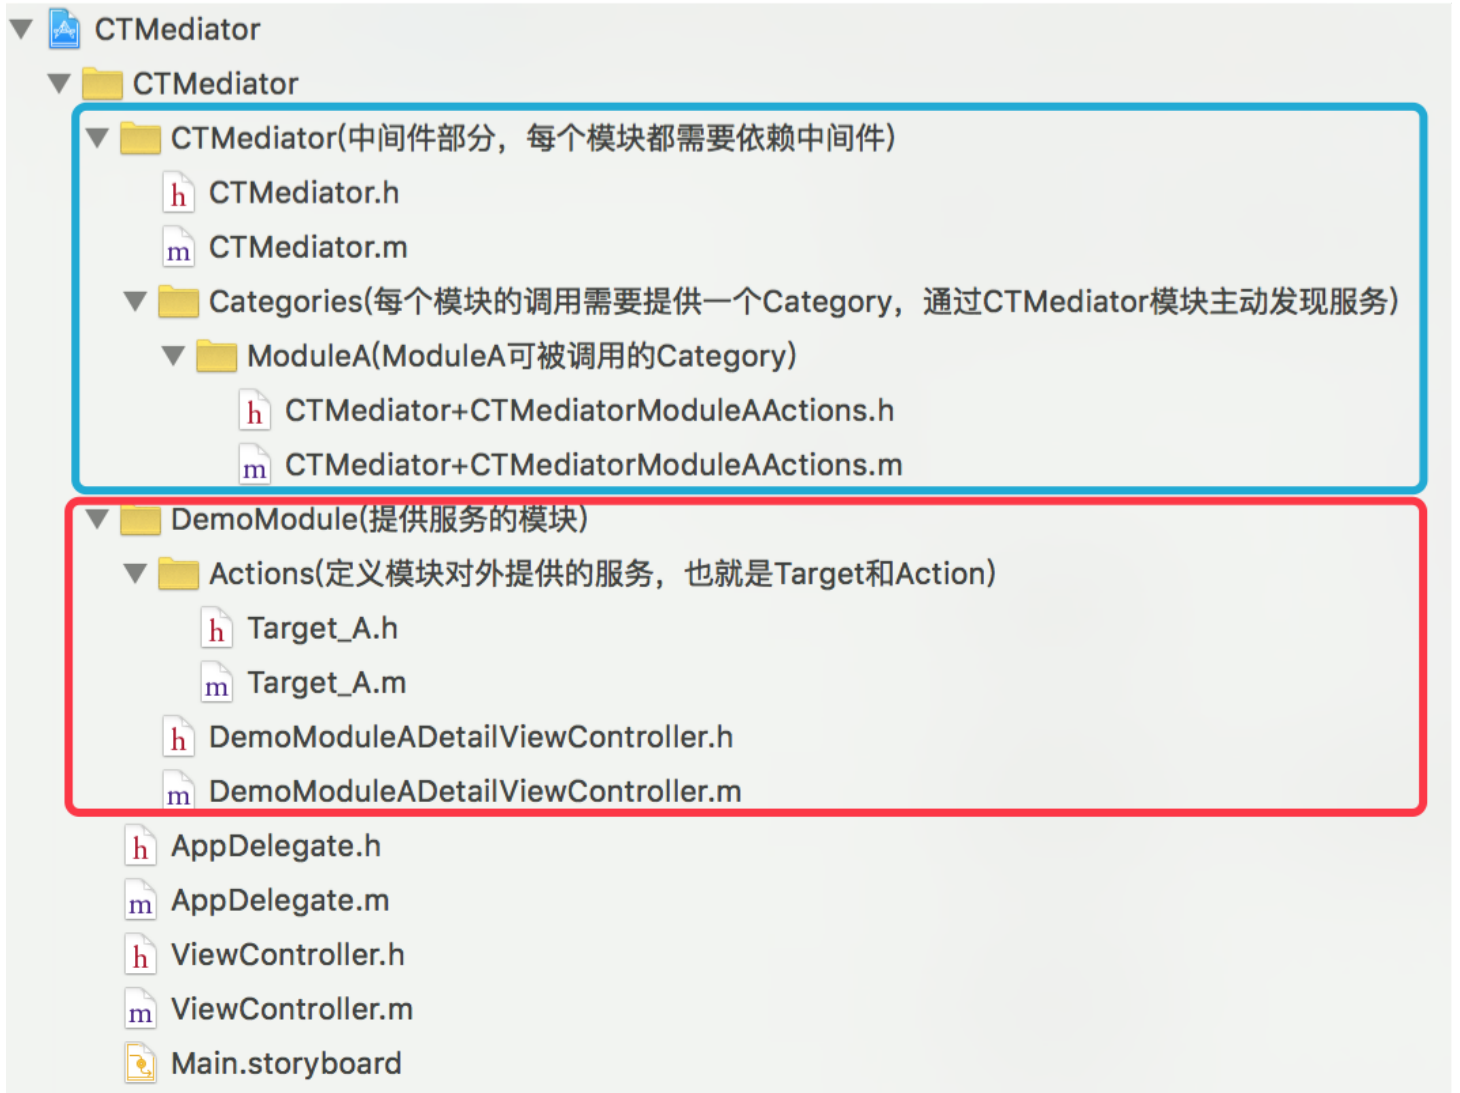 CTMediator
CTMediator
CTMediator(中间件部分，每个模块都需要依赖中间件)
h CTMediator.h
m CTMediator.m
Categories(每个模块的调用需要提供一个Category，通过CTMediator模块主动发现服务)
ModuleA(ModuleA可被调用的Category)
h CTMediator+CTMediatorModuleAActions.h
m CTMediator+CTMediatorModuleAActions.m
DemoModule(提供服务的模块)
Actions(定义模块对外提供的服务，也就是Target和Action)
h Target_A.h
m Target_A.m
h DemoModuleADetailViewController.h
m DemoModuleADetailViewController.m
h AppDelegate.h
m AppDelegate.m
h ViewController.h
m ViewController.m
Main.storyboard